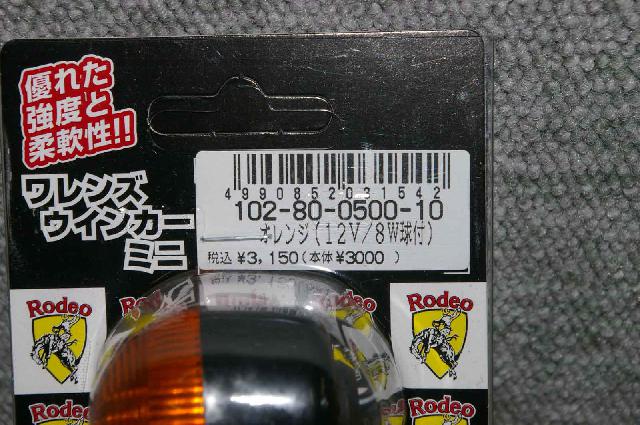 優れた
強度と
柔軟性!!
ワレンズ
ウィンカー
ミニ
4990852031542
102-80-0500-10
オレンジ(12V/8W球付)
税込 ¥3,150(本体¥3000 )
Rodeo
Rodeo
Rodeo
Rodeo